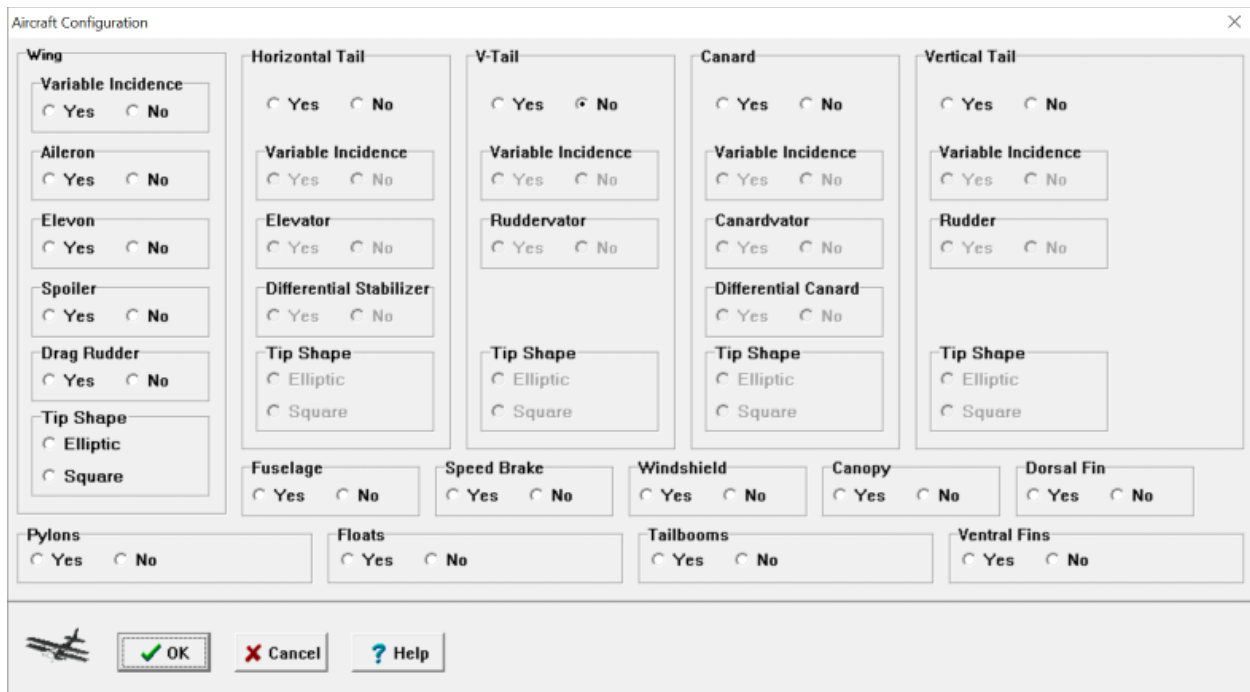 Aircraft Configuration
Wing
Variable Incidence
Yes No
Aileron
Yes No
Elevon
Yes No
Spoiler
Yes No
Drag Rudder
Yes No
Tip Shape
Elliptic
Square
Horizontal Tail
Yes No
Variable Incidence
Yes No
Elevator
Yes No
Differential Stabilizer
Yes No
Tip Shape
Elliptic
Square
V-Tail
Yes No
Variable Incidence
Yes No
Ruddervator
Yes No
Tip Shape
Elliptic
Square
Canard
Yes No
Variable Incidence
Yes No
Canardvator
Yes No
Differential Canard
Yes No
Tip Shape
Elliptic
Square
Vertical Tail
Yes No
Variable Incidence
Yes No
Rudder
Yes No
Tip Shape
Elliptic
Square
Fuselage
Yes No
Speed Brake
Yes No
Windshield
Yes No
Canopy
Yes No
Dorsal Fin
Yes No
Pylons
Yes No
Floats
Yes No
Tailbooms
Yes No
Ventral Fins
Yes No
OK
Cancel
Help